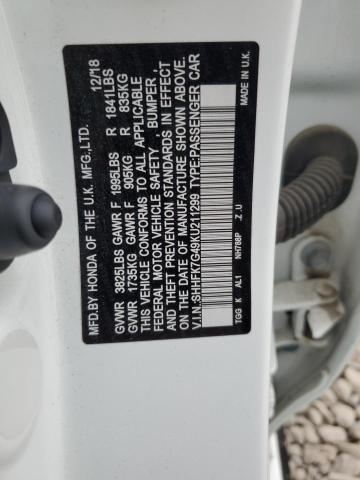 MFD.BY HONDA OF THE U.K. MFG.,LTD. 12/18
GVWR 3825LBS GAWR F 1995LBS R 1841LBS
GVWR 1735KG GAWR F 905KG R 835KG
THIS VEHICLE CONFORMS TO ALL APPLICABLE
FEDERAL MOTOR VEHICLE SAFETY, BUMPER,
AND THEFT PREVENTION STANDARDS IN EFFECT
ON THE DATE OF MANUFACTURE SHOWN ABOVE.
V.I.N.:SHHFK7G49KU211299 TYPE:PASSENGER CAR
TGG K AL1 NH788P Z U MADE IN U.K.